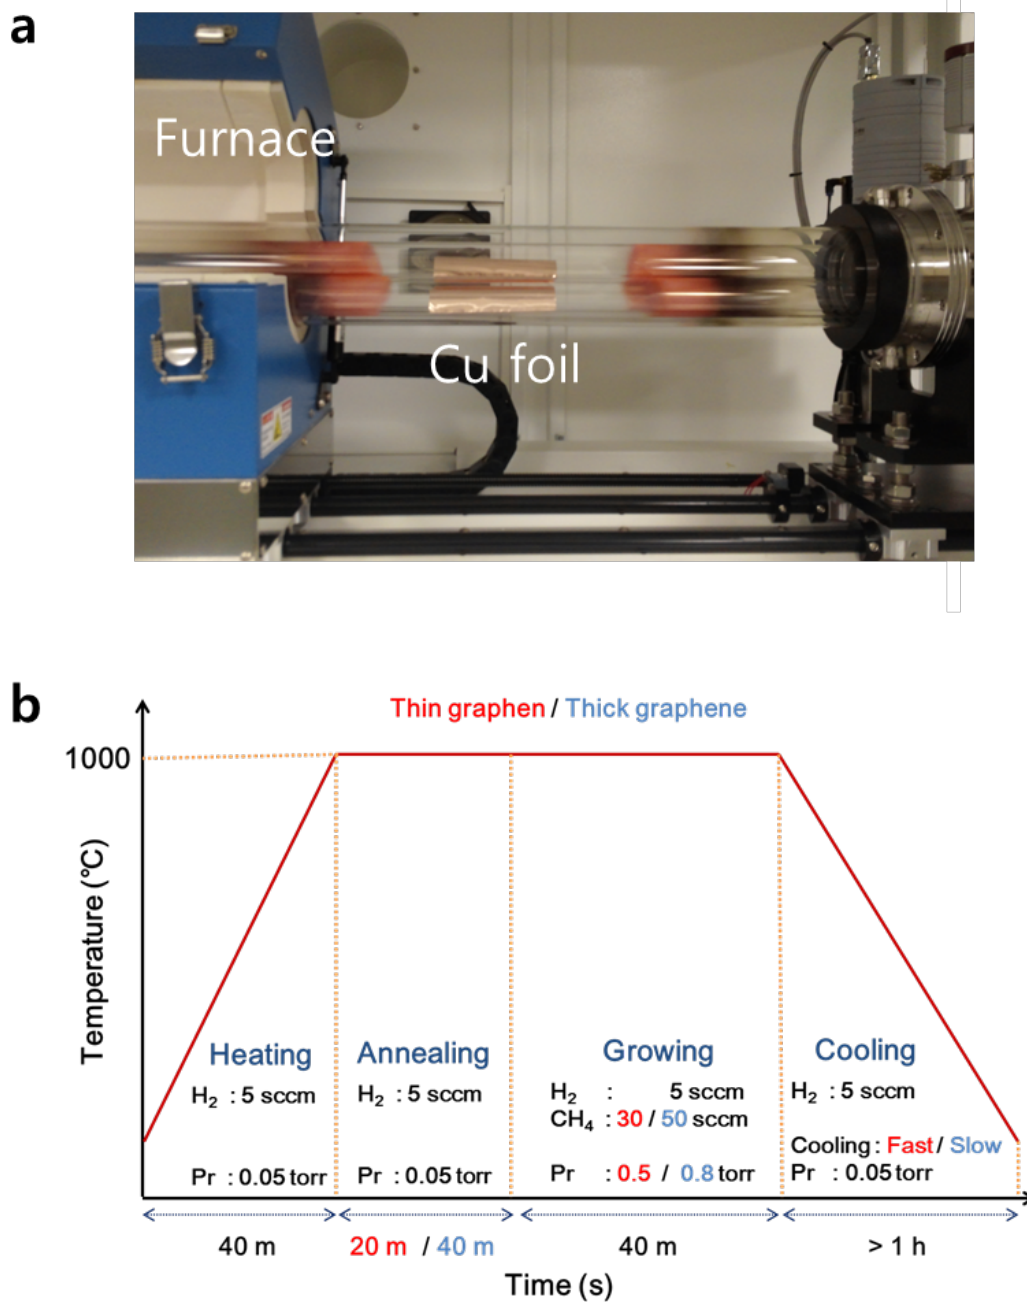 a
Furnace
Cu foil
b
Thin graphen / Thick graphene
1000
Temperature (°C)
Heating
H₂ : 5 sccm
Pr : 0.05 torr
Annealing
H₂ : 5 sccm
Pr : 0.05 torr
Growing
H₂ : 5 sccm
CH₄ : 30 / 50 sccm
Pr : 0.5 / 0.8 torr
Cooling
H₂ : 5 sccm
Cooling : Fast / Slow
Pr : 0.05 torr
40 m
20 m / 40 m
40 m
> 1 h
Time (s)